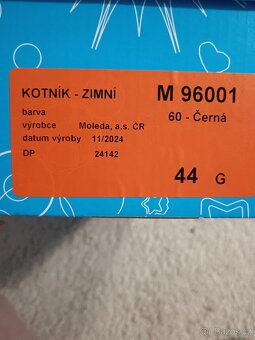 KOTNÍK - ZIMNÍ M 96001
barva 60 - Černá
výrobce Moleda, a.s. ČR
datum výroby 11/2024
DP 24142
44 G